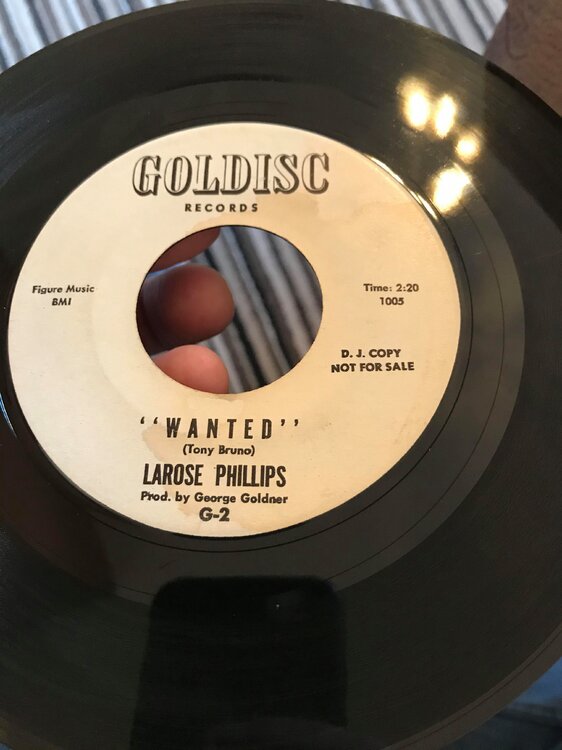 GOLDISC
RECORDS
Figure Music
BMI
Time: 2:20
1005
D. J. COPY
NOT FOR SALE
‘‘WANTED’’
(Tony Bruno)
LAROSE PHILLIPS
Prod. by George Goldner
G-2